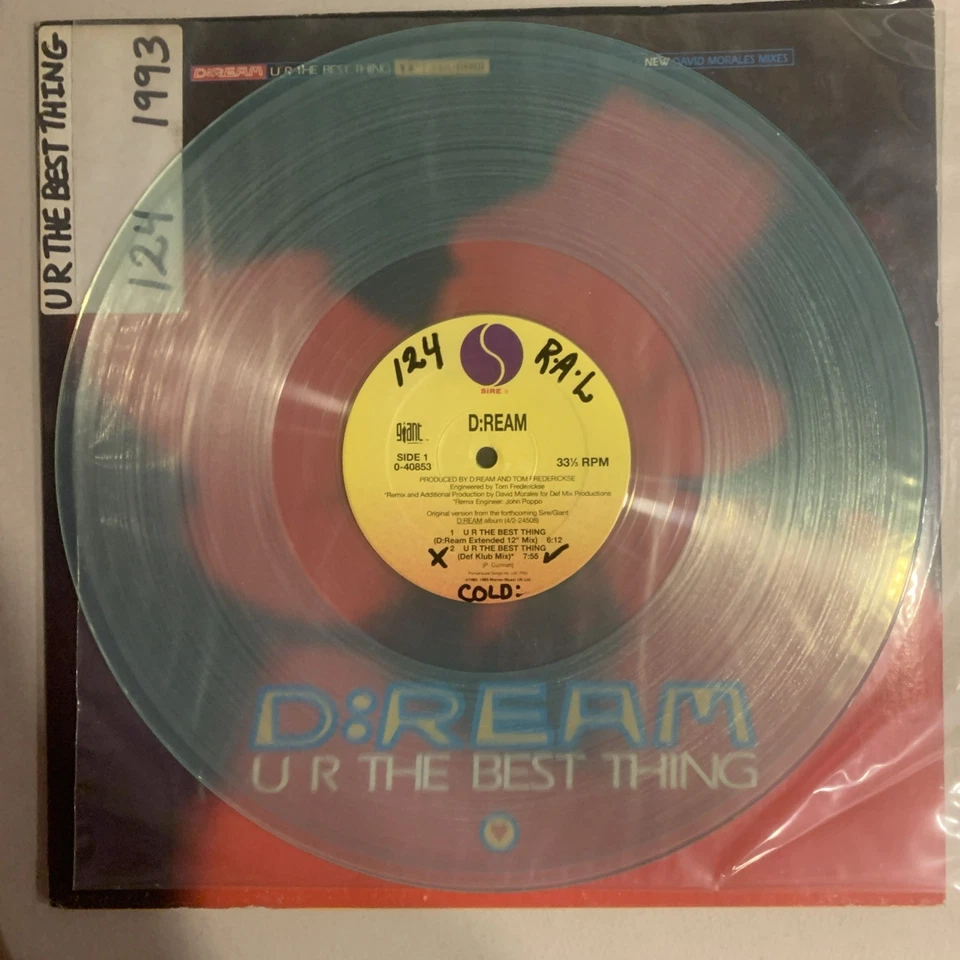 U R THE BEST THING
1993
124
D:REAM U R THE BEST THING
NEW DAVID MORALES MIXES
124
R.A.L
SIRE
D:REAM
giant
SIDE 1
0-40853
33⅓ RPM
PRODUCED BY D:REAM AND TOM FREDERICKSE
Engineered by Tom Frederickse
*Remix and Additional Production by David Morales for Def Mix Productions
*Remix Engineer: John Poppo
Original version from the forthcoming Sire/Giant
D:REAM album (4/2-24508)
1 U R THE BEST THING
(D:Ream Extended 12" Mix) 6:12
X 2 U R THE BEST THING
(Def Klub Mix)* 7:55 ✓
COLD:
D:REAM
U R THE BEST THING